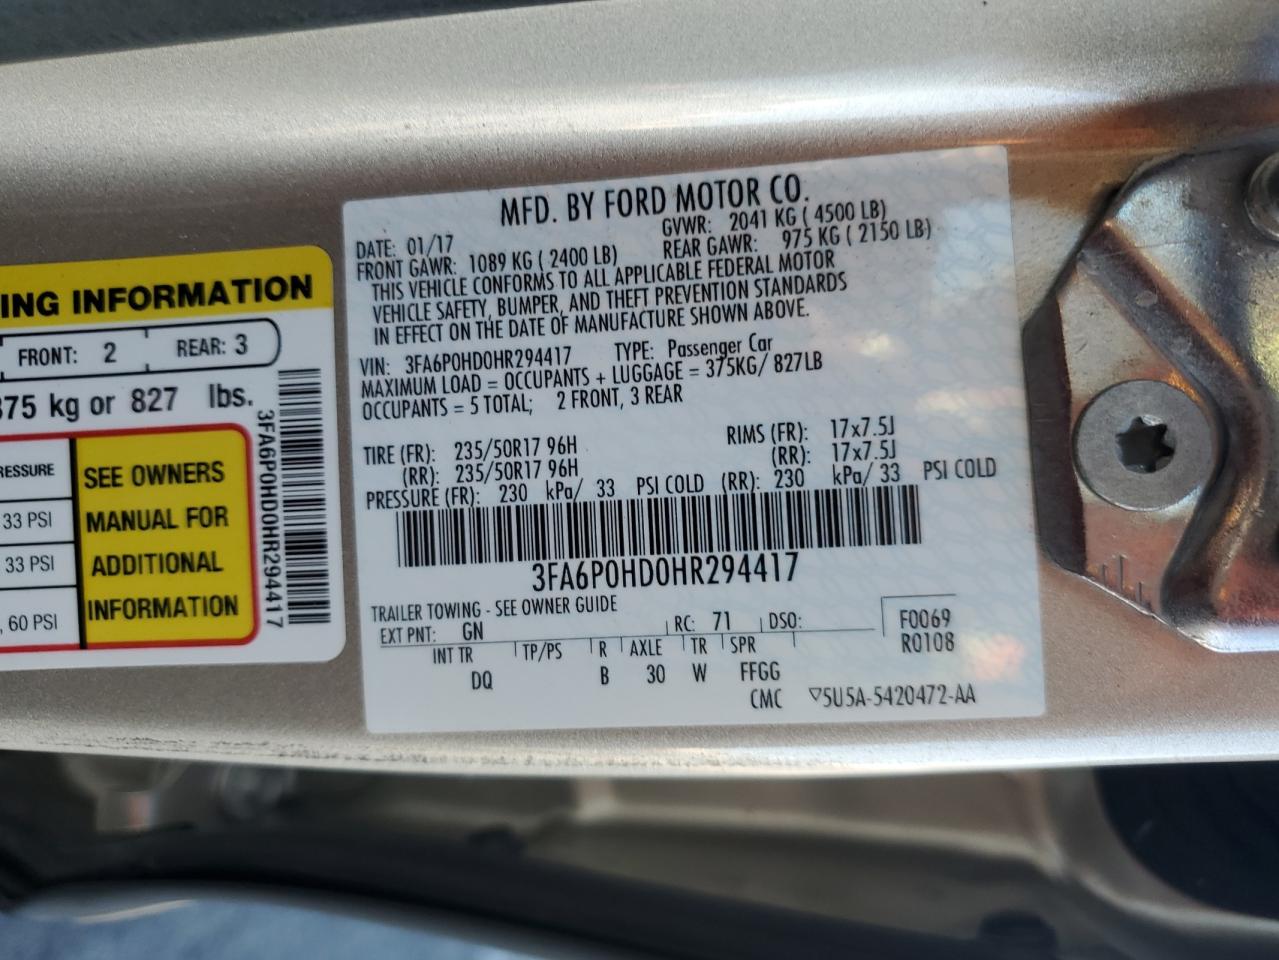 MFD. BY FORD MOTOR CO.
DATE: 01/17 GVWR: 2041 KG ( 4500 LB)
FRONT GAWR: 1089 KG ( 2400 LB) REAR GAWR: 975 KG ( 2150 LB)
THIS VEHICLE CONFORMS TO ALL APPLICABLE FEDERAL MOTOR
VEHICLE SAFETY, BUMPER, AND THEFT PREVENTION STANDARDS
IN EFFECT ON THE DATE OF MANUFACTURE SHOWN ABOVE.
VIN: 3FA6P0HD0HR294417 TYPE: Passenger Car
MAXIMUM LOAD = OCCUPANTS + LUGGAGE = 375KG/ 827LB
OCCUPANTS = 5 TOTAL; 2 FRONT, 3 REAR
TIRE (FR): 235/50R17 96H RIMS (FR): 17x7.5J
(RR): 235/50R17 96H (RR): 17x7.5J
PRESSURE (FR): 230 kPa/ 33 PSI COLD (RR): 230 kPa/ 33 PSI COLD
3FA6P0HD0HR294417
TRAILER TOWING - SEE OWNER GUIDE
EXT PNT: GN RC: 71 DSO: F0069
R0108
INT TR TP/PS R AXLE TR SPR
DQ B 30 W FFGG
CMC ▽5U5A-5420472-AA
ING INFORMATION
FRONT: 2 REAR: 3
375 kg or 827 lbs.
RESSURE
33 PSI
33 PSI
, 60 PSI
SEE OWNERS
MANUAL FOR
ADDITIONAL
INFORMATION
3FA6P0HD0HR294417